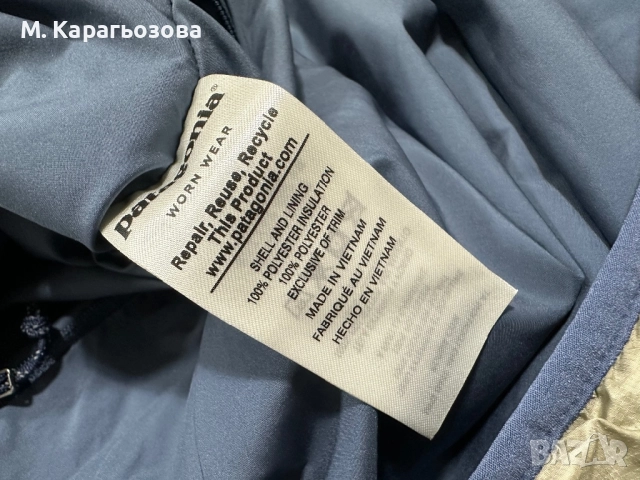 М. Карагьозова
patagonia®
WORN WEAR
Repair, Reuse, Recycle
This Product
www.patagonia.com
SHELL AND LINING
100% POLYESTER INSULATION
100% POLYESTER
EXCLUSIVE OF TRIM
MADE IN VIETNAM
FABRIQUÉ AU VIETNAM
HECHO EN VIETNAM
BAZAR